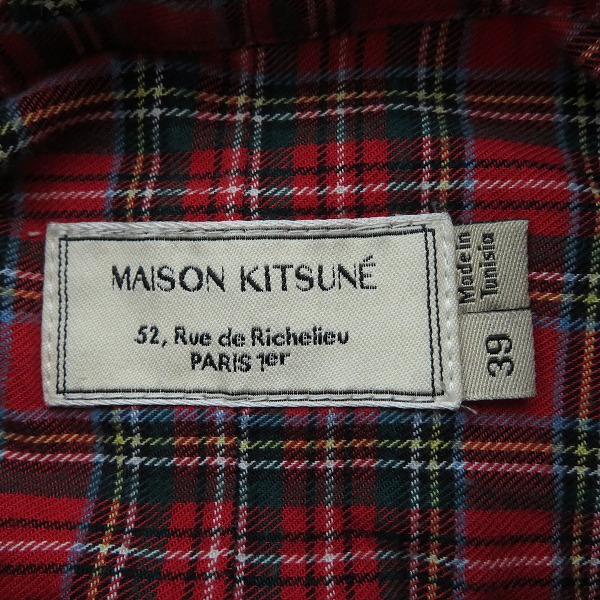 MAISON KITSUNÉ
52, Rue de Richelieu
PARIS 1er
Made in
Tunisia
39